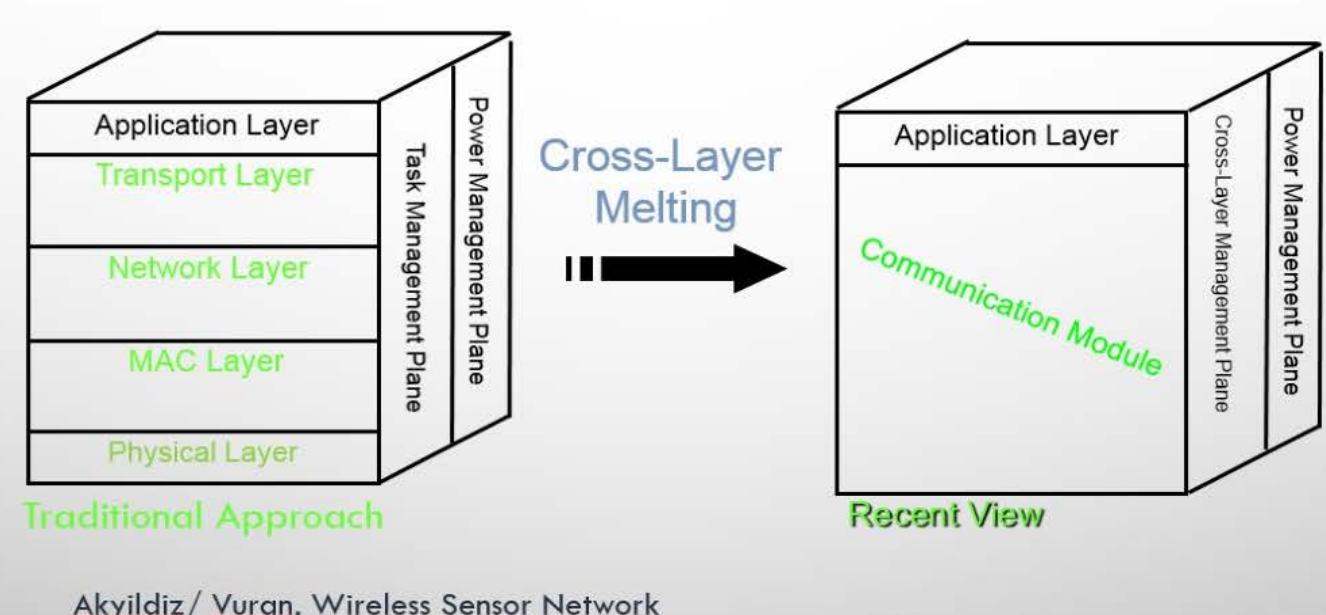 Application Layer
Transport Layer
Network Layer
MAC Layer
Physical Layer
Task Management Plane
Power Management Plane
Traditional Approach
Cross-Layer
Melting
Application Layer
Communication Module
Cross-Layer Management Plane
Power Management Plane
Recent View
Akyildiz/ Vuran, Wireless Sensor Network